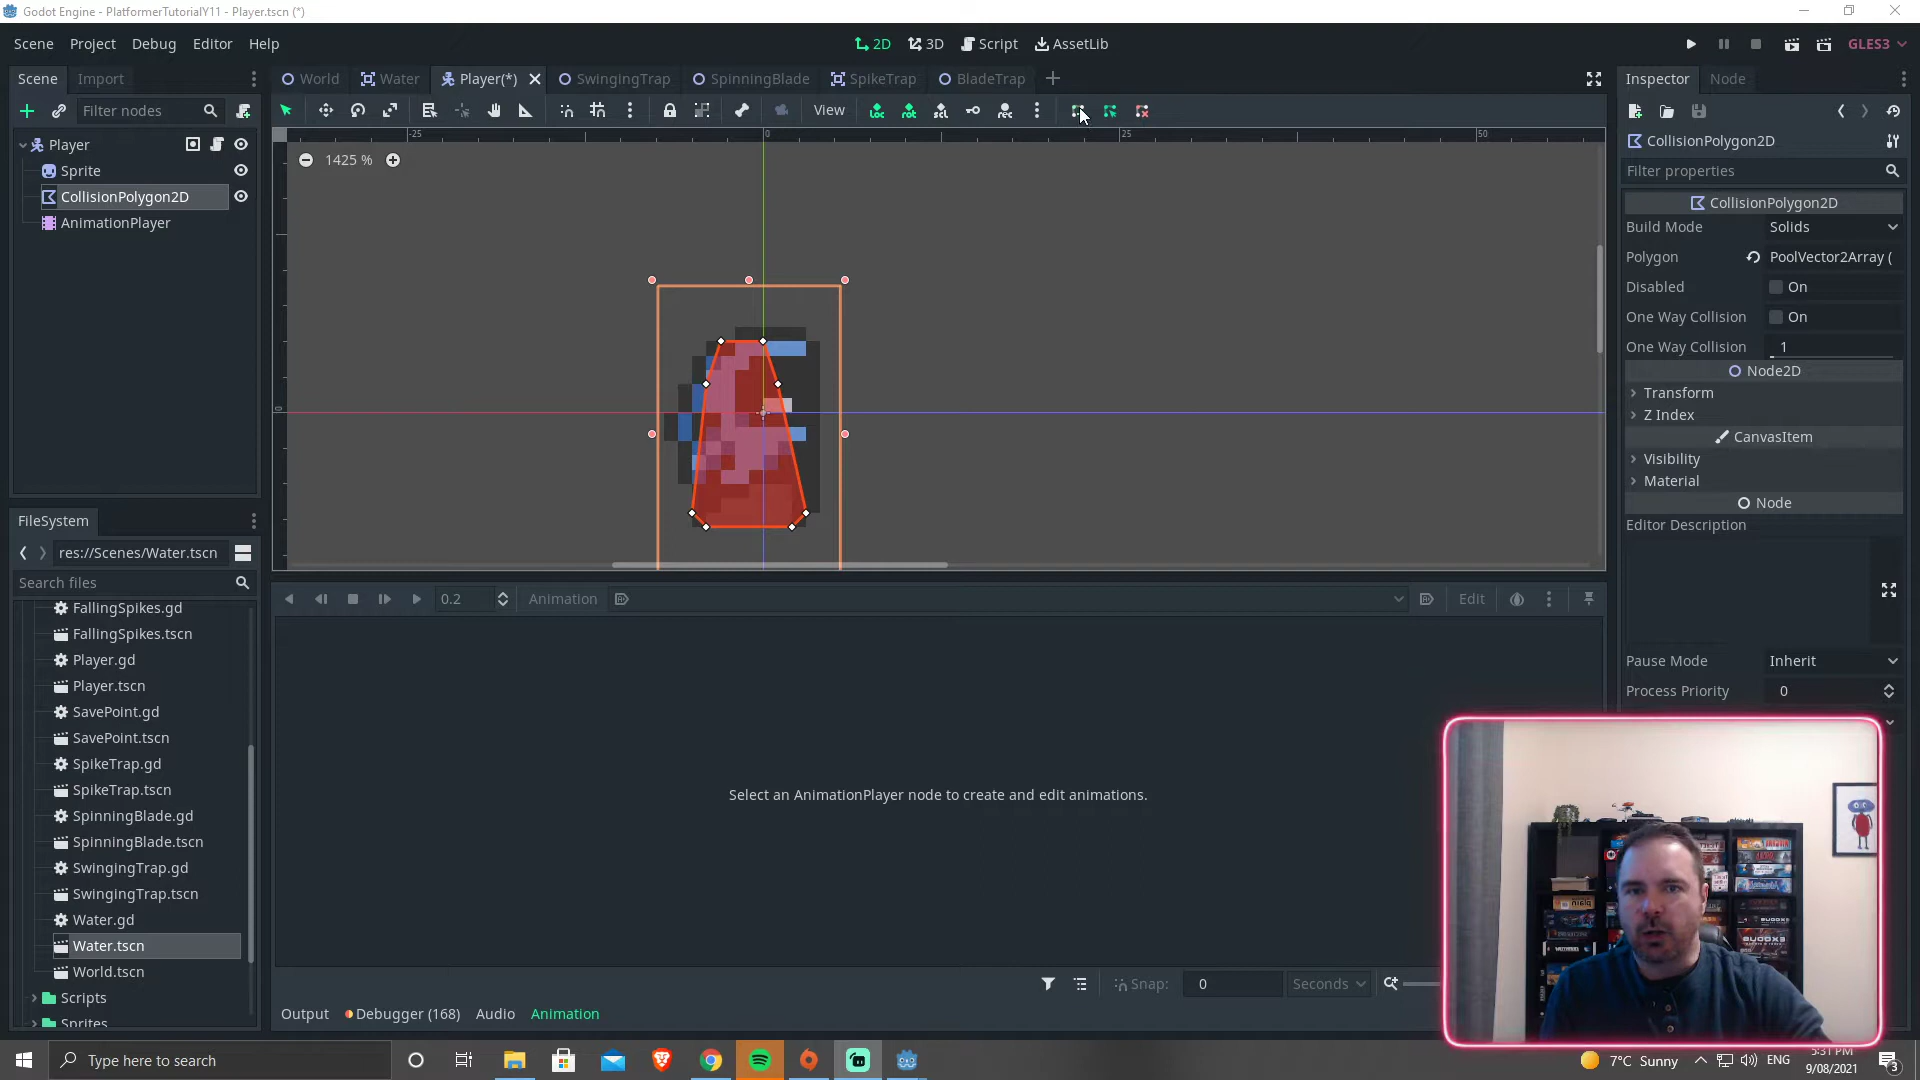 Godot Engine - PlatformerTutorialY11 - Player.tscn (*)
Scene Project Debug Editor Help
2D 3D Script AssetLib
GLES3
Scene Import
World Water Player(*) SwingingTrap SpinningBlade SpikeTrap BladeTrap
Inspector Node
Filter nodes
View
Player
Sprite
CollisionPolygon2D
AnimationPlayer
-25 0 25 50
1425 %
0
CollisionPolygon2D
Filter properties
CollisionPolygon2D
Build Mode Solids
Polygon PoolVector2Array (
Disabled On
One Way Collision On
One Way Collision 1
Node2D
Transform
Z Index
CanvasItem
Visibility
Material
Node
Editor Description
Pause Mode Inherit
Process Priority 0
FileSystem
res://Scenes/Water.tscn
Search files
FallingSpikes.gd
FallingSpikes.tscn
Player.gd
Player.tscn
SavePoint.gd
SavePoint.tscn
SpikeTrap.gd
SpikeTrap.tscn
SpinningBlade.gd
SpinningBlade.tscn
SwingingTrap.gd
SwingingTrap.tscn
Water.gd
Water.tscn
World.tscn
Scripts
Sprites
0.2 Animation Edit
Select an AnimationPlayer node to create and edit animations.
Snap: 0 Seconds
Output Debugger (168) Audio Animation
Type here to search
7°C Sunny ENG
5:31 PM
9/08/2021
3